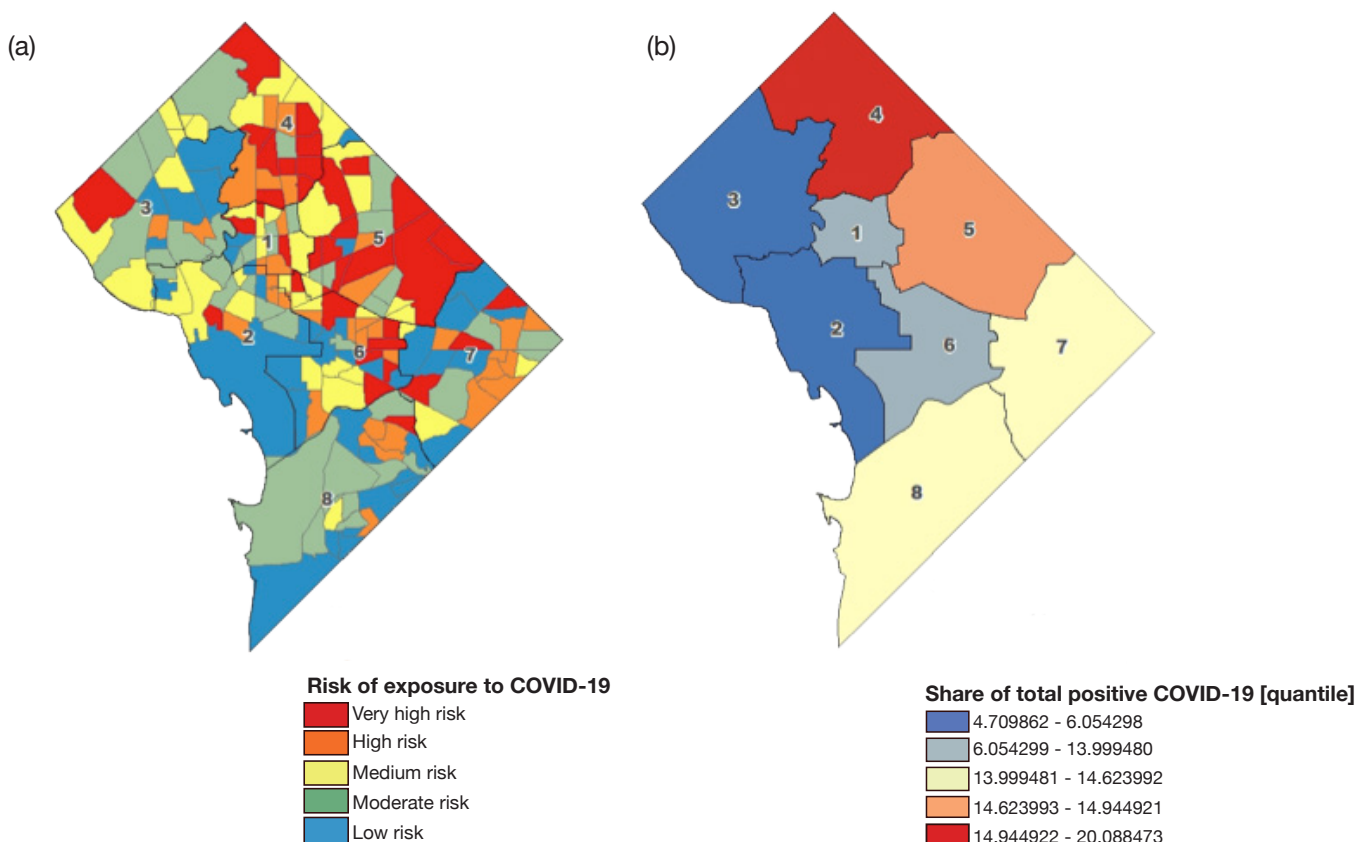 (a)
4
3
1
5
2
6
7
8
Risk of exposure to COVID-19
Very high risk
High risk
Medium risk
Moderate risk
Low risk
(b)
4
3
1
5
2
6
7
8
Share of total positive COVID-19 [quantile]
4.709862 - 6.054298
6.054299 - 13.999480
13.999481 - 14.623992
14.623993 - 14.944921
14.944922 - 20.088473